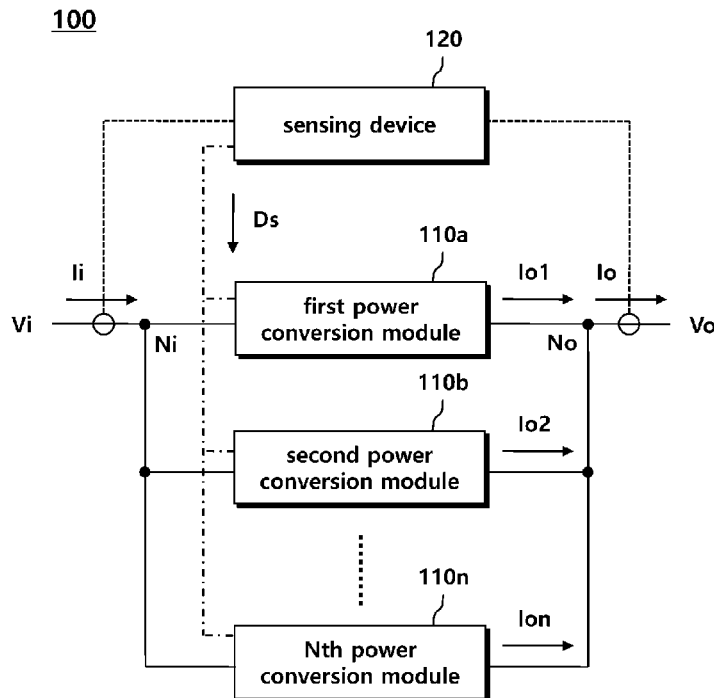 100
120
sensing device
Ds
110a
Ii
Io1
Io
first power
conversion module
Vi
Vo
Ni
No
110b
Io2
second power
conversion module
110n
Ion
Nth power
conversion module